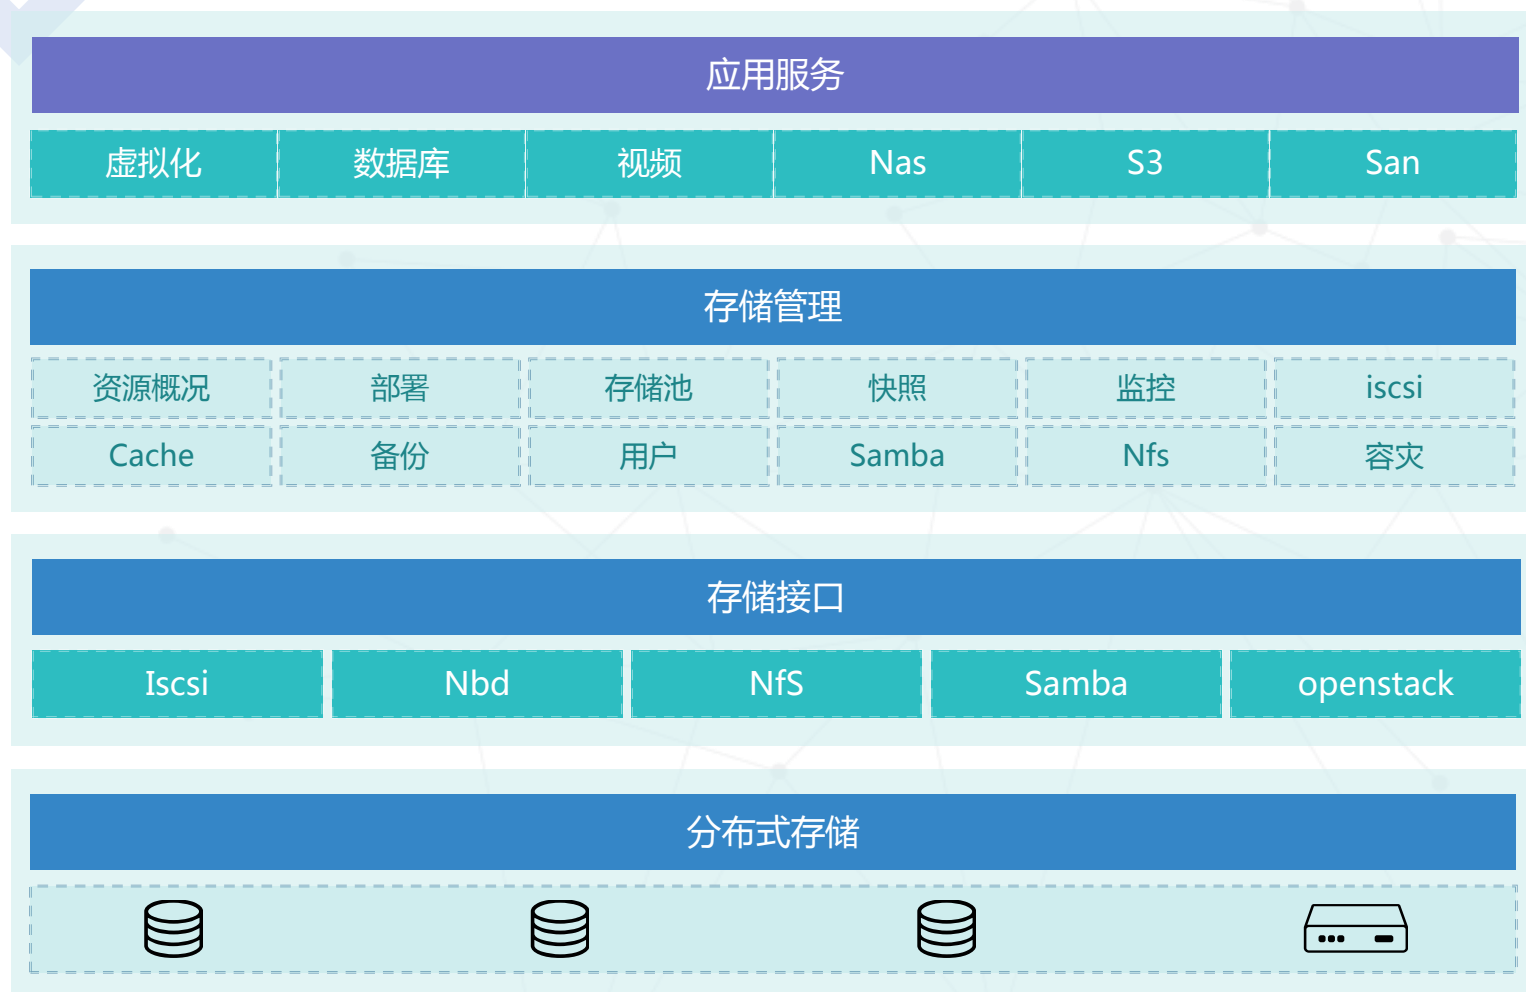 应用服务
虚拟化 数据库 视频 Nas S3 San
存储管理
资源概况 部署 存储池 快照 监控 iscsi
Cache 备份 用户 Samba Nfs 容灾
存储接口
Iscsi Nbd NfS Samba openstack
分布式存储